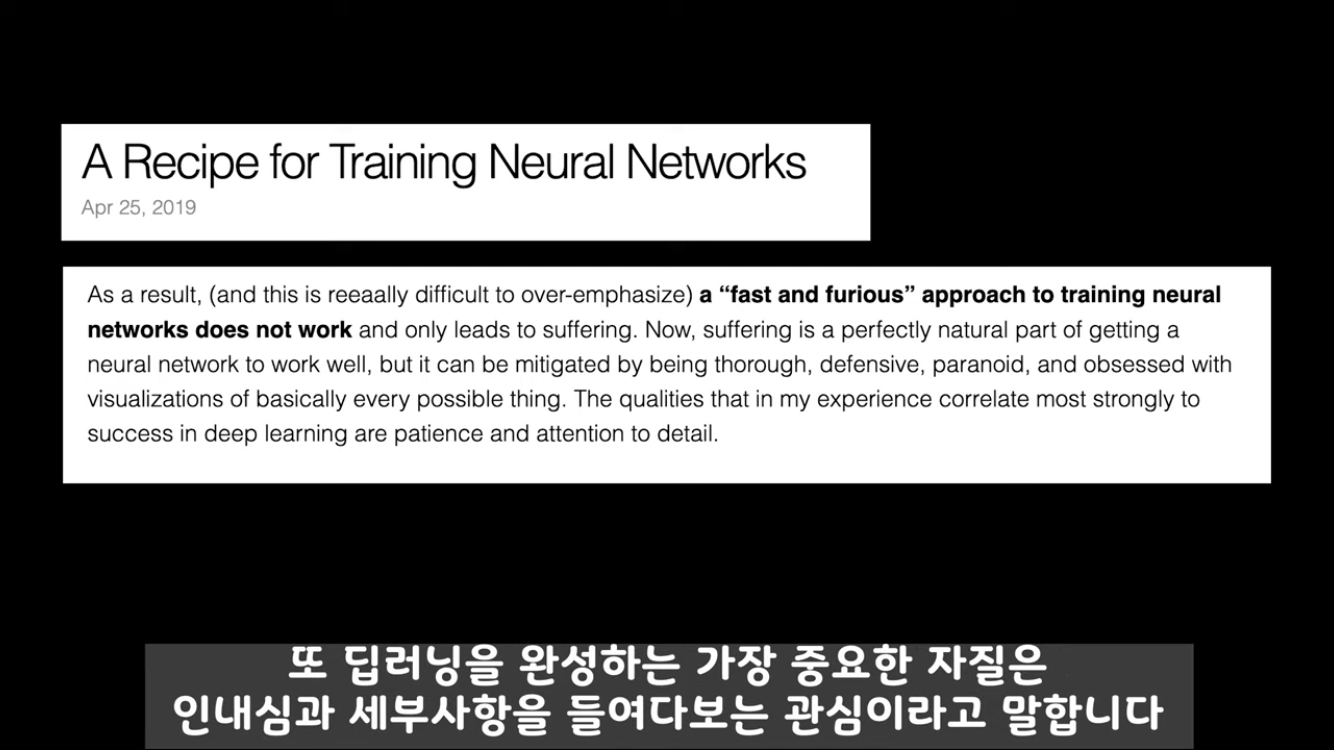 A Recipe for Training Neural Networks
Apr 25, 2019
As a result, (and this is reeaally difficult to over-emphasize) a “fast and furious” approach to training neural
networks does not work and only leads to suffering. Now, suffering is a perfectly natural part of getting a
neural network to work well, but it can be mitigated by being thorough, defensive, paranoid, and obsessed with
visualizations of basically every possible thing. The qualities that in my experience correlate most strongly to
success in deep learning are patience and attention to detail.
또 딥러닝을 완성하는 가장 중요한 자질은
인내심과 세부사항을 들여다보는 관심이라고 말합니다